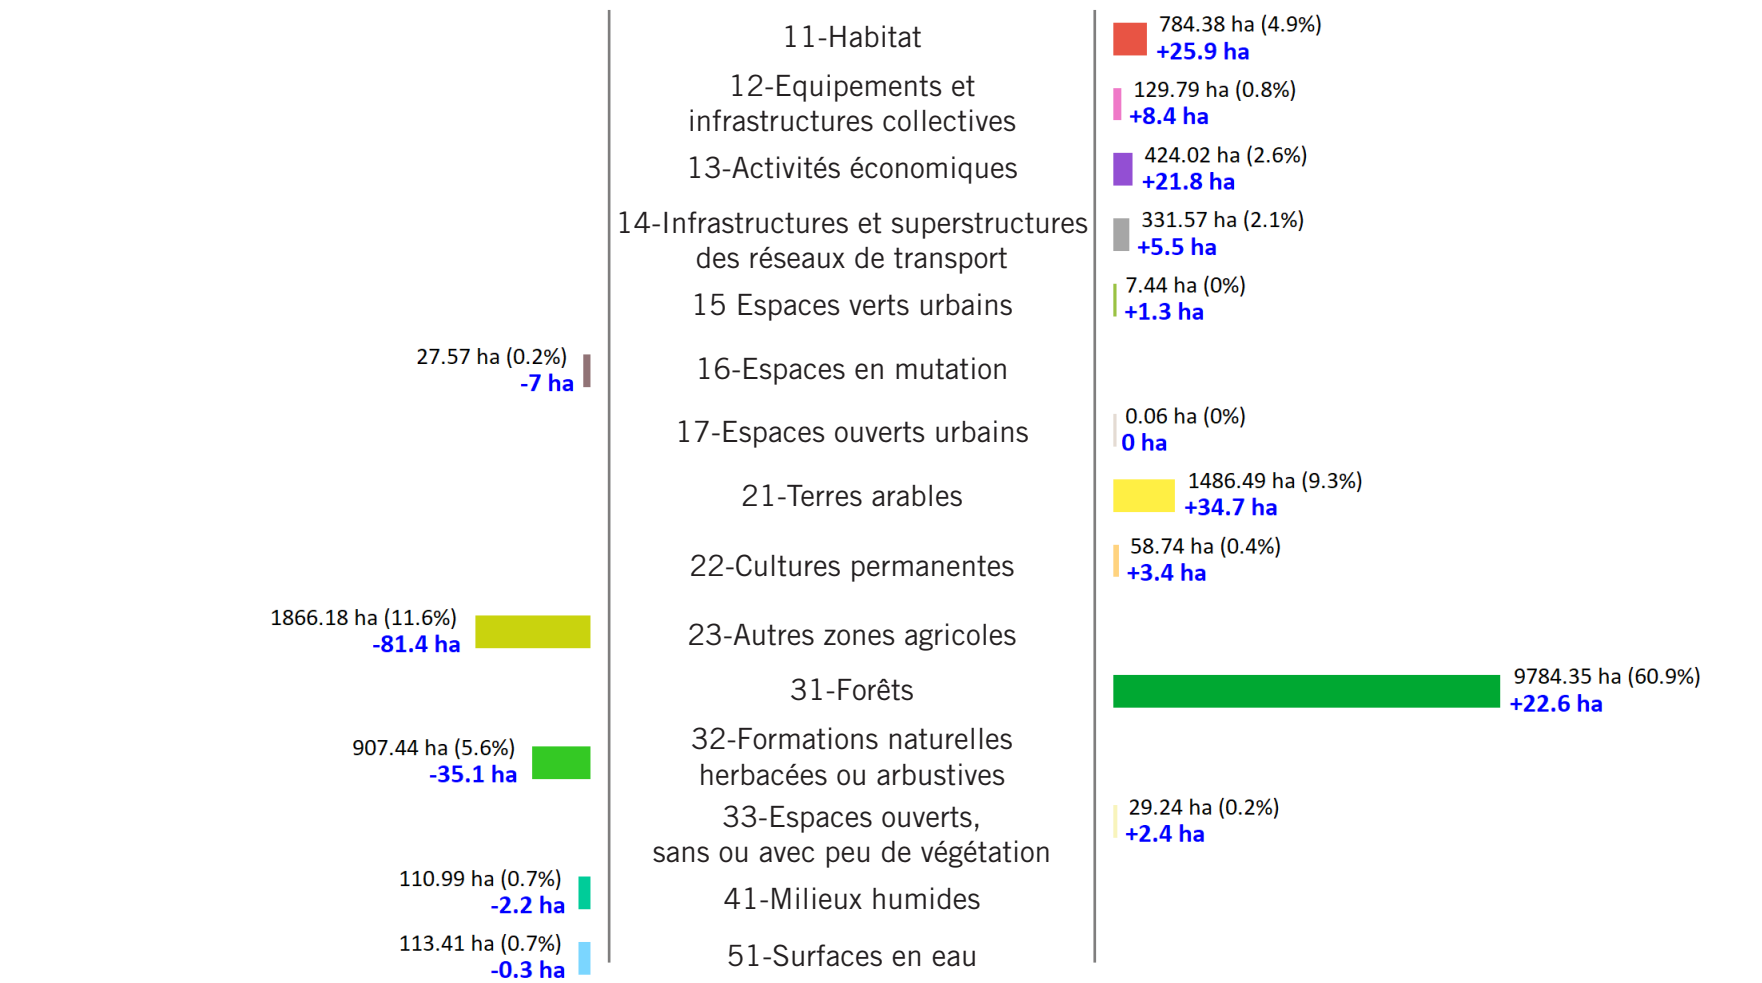 11-Habitat
784.38 ha (4.9%)
+25.9 ha
12-Equipements et
infrastructures collectives
129.79 ha (0.8%)
+8.4 ha
13-Activités économiques
424.02 ha (2.6%)
+21.8 ha
14-Infrastructures et superstructures
des réseaux de transport
331.57 ha (2.1%)
+5.5 ha
15 Espaces verts urbains
7.44 ha (0%)
+1.3 ha
27.57 ha (0.2%)
-7 ha
16-Espaces en mutation
17-Espaces ouverts urbains
0.06 ha (0%)
0 ha
21-Terres arables
1486.49 ha (9.3%)
+34.7 ha
22-Cultures permanentes
58.74 ha (0.4%)
+3.4 ha
1866.18 ha (11.6%)
-81.4 ha
23-Autres zones agricoles
31-Forêts
9784.35 ha (60.9%)
+22.6 ha
907.44 ha (5.6%)
-35.1 ha
32-Formations naturelles
herbacées ou arbustives
33-Espaces ouverts,
sans ou avec peu de végétation
29.24 ha (0.2%)
+2.4 ha
110.99 ha (0.7%)
-2.2 ha
41-Milieux humides
113.41 ha (0.7%)
-0.3 ha
51-Surfaces en eau